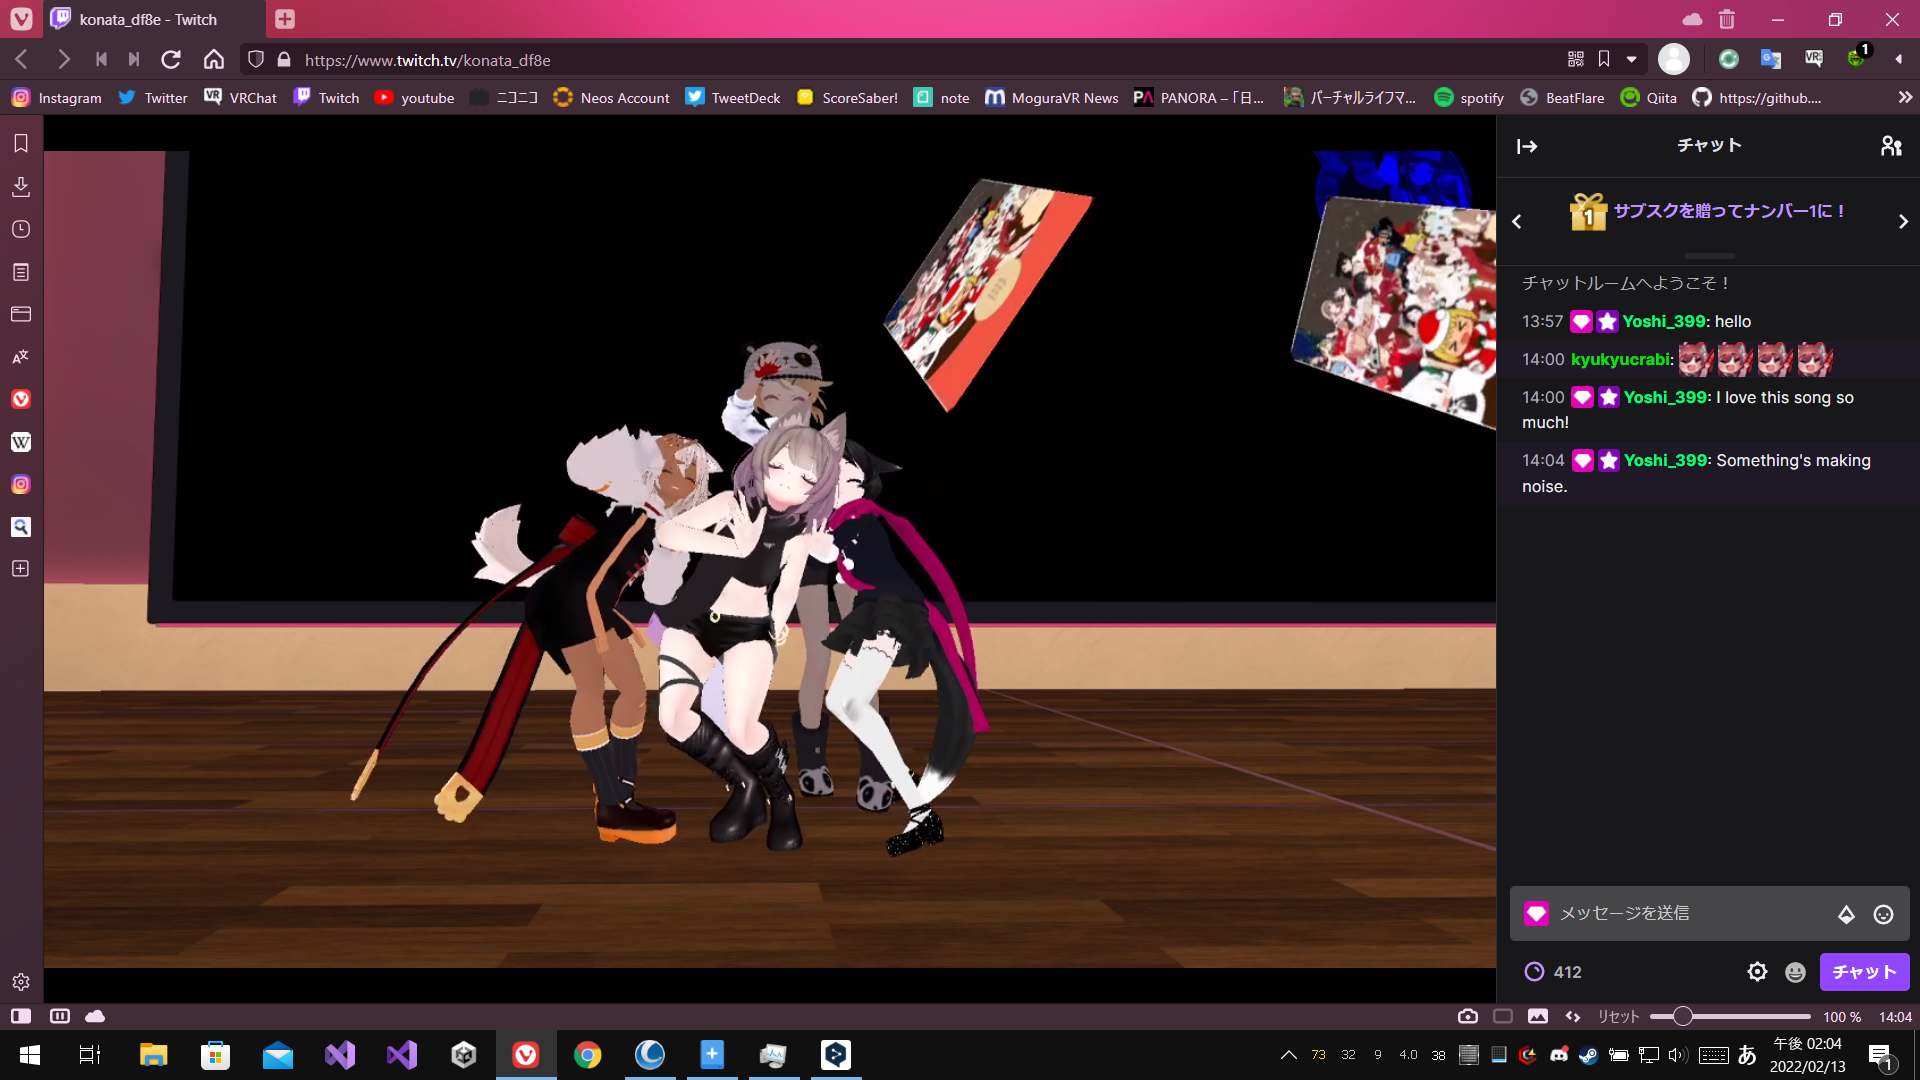 konata_df8e - Twitch
https://www.twitch.tv/konata_df8e
1
Instagram
Twitter
VRChat
Twitch
youtube
ニコニコ
Neos Account
TweetDeck
ScoreSaber!
note
MoguraVR News
PANORA – 「日...
バーチャルライフマ...
spotify
BeatFlare
Qiita
https://github....
チャット
1 サブスクを贈ってナンバー1に！
チャットルームへようこそ！
13:57 Yoshi_399: hello
14:00 kyukyucrabi:
14:00 Yoshi_399: I love this song so
much!
14:04 Yoshi_399: Something's making
noise.
メッセージを送信
412
チャット
リセット 100 % 14:04
73 32 9 4.0 38 あ
午後 02:04
2022/02/13
1